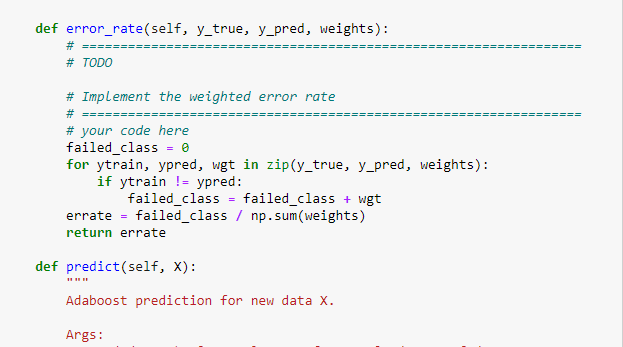 def error_rate(self, y_true, y_pred, weights):
# =================================================================
# TODO
# Implement the weighted error rate
# =================================================================
# your code here
failed_class = 0
for ytrain, ypred, wgt in zip(y_true, y_pred, weights):
if ytrain != ypred:
failed_class = failed_class + wgt
errate = failed_class / np.sum(weights)
return errate
def predict(self, X):
"""
Adaboost prediction for new data X.
Args: